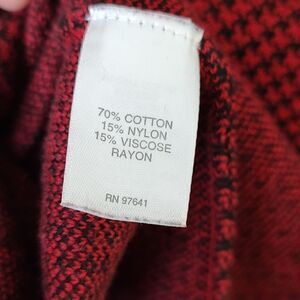 70% COTTON
15% NYLON
15% VISCOSE
RAYON
RN 97641